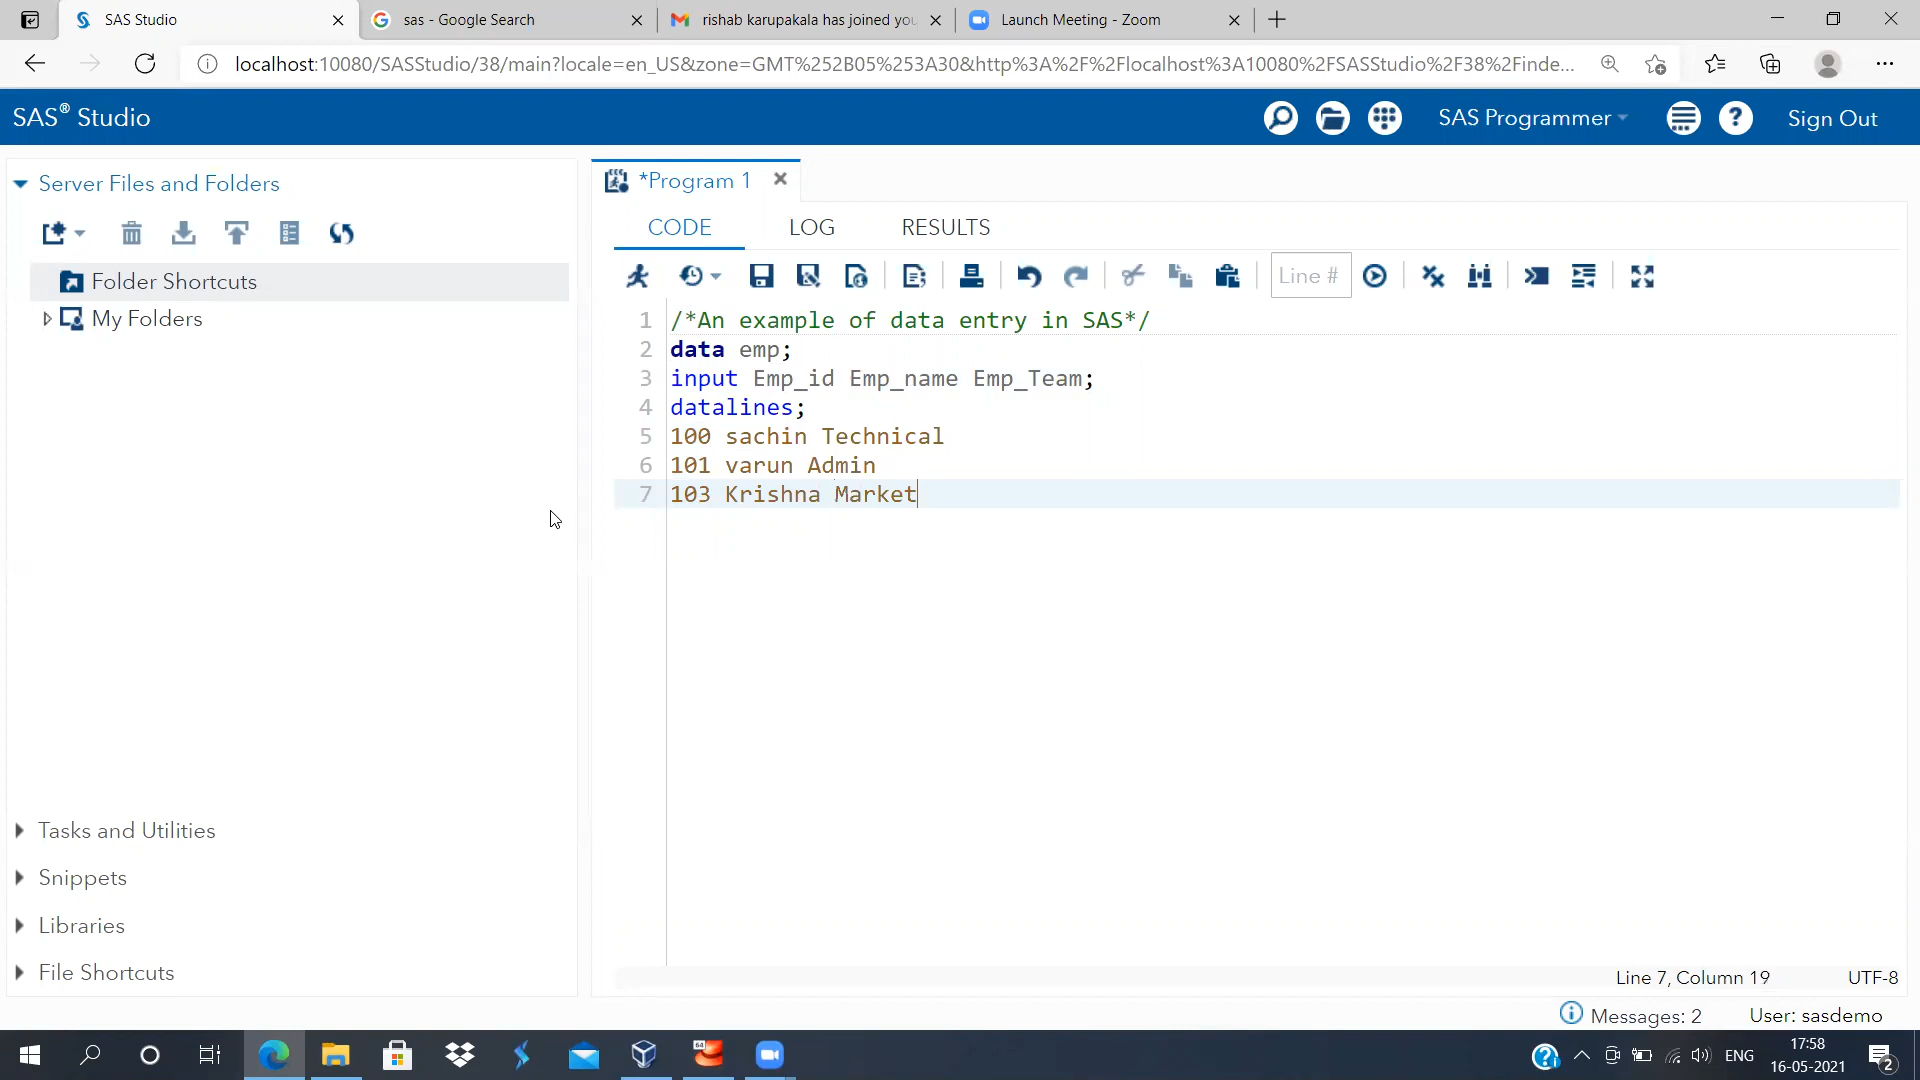 SAS Studio
sas - Google Search
rishab karupakala has joined you
Launch Meeting - Zoom
localhost:10080/SASStudio/38/main?locale=en_US&zone=GMT%252B05%253A30&http%3A%2F%2Flocalhost%3A10080%2FSASStudio%2F38%2Finde...
SAS® Studio
SAS Programmer
Sign Out
Server Files and Folders
Folder Shortcuts
My Folders
Tasks and Utilities
Snippets
Libraries
File Shortcuts
*Program 1
CODE LOG RESULTS
Line #
1 /*An example of data entry in SAS*/
2 data emp;
3 input Emp_id Emp_name Emp_Team;
4 datalines;
5 100 sachin Technical
6 101 varun Admin
7 103 Krishna Market
Line 7, Column 19 UTF-8
Messages: 2 User: sasdemo
64
ENG
17:58
16-05-2021
2